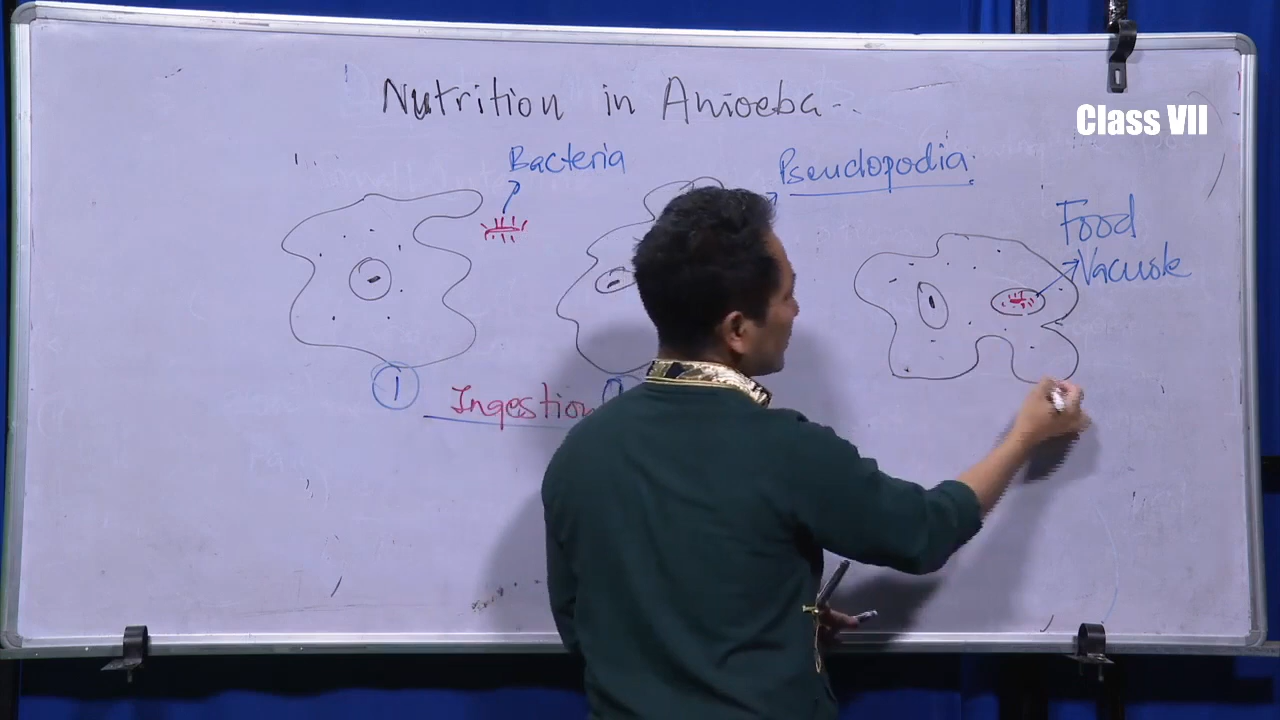 Nutrition in Amoeba..
Class VII
Bacteria
Pseudopodia.
Food
Vacuole
1
Ingestion